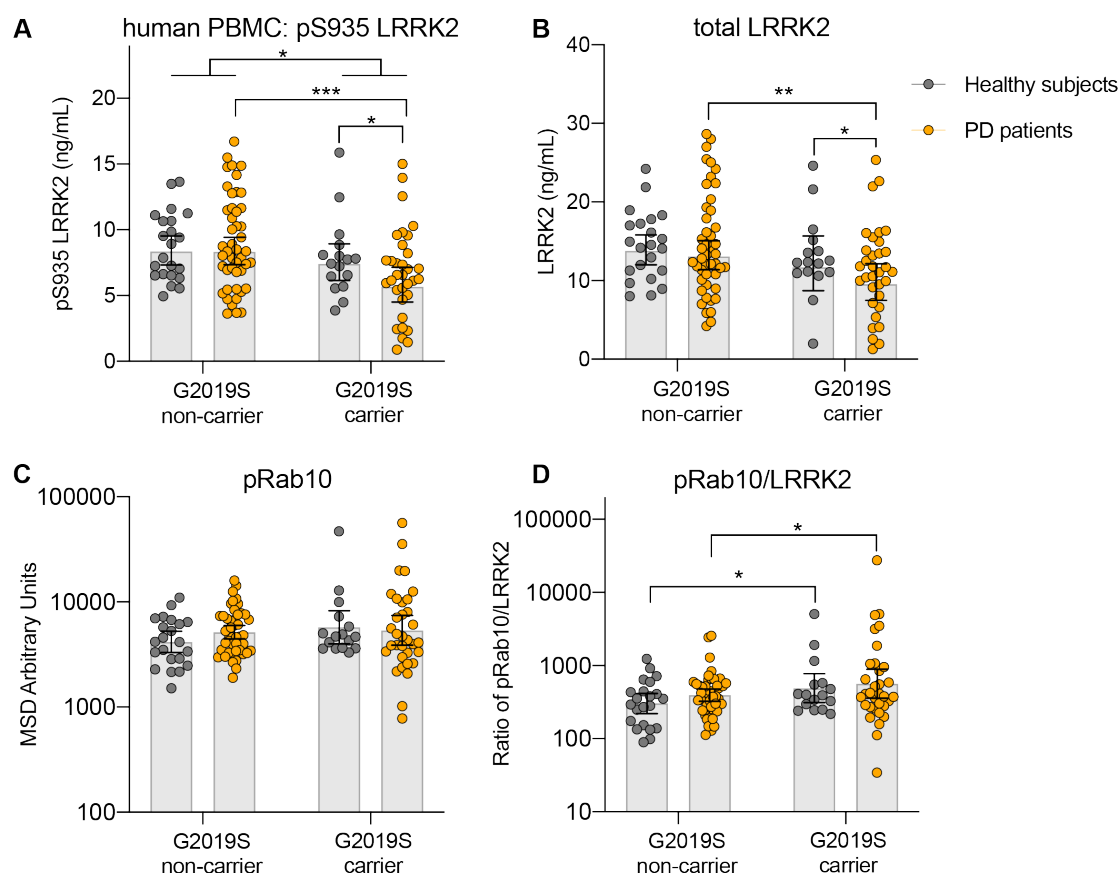 A
human PBMC: pS935 LRRK2
pS935 LRRK2 (ng/mL)
20
15
10
5
0
*
***
*
G2019S
non-carrier
G2019S
carrier
B
total LRRK2
LRRK2 (ng/mL)
40
30
20
10
0
**
*
G2019S
non-carrier
G2019S
carrier
Healthy subjects
PD patients
C
pRab10
MSD Arbitrary Units
100000
10000
1000
100
G2019S
non-carrier
G2019S
carrier
D
pRab10/LRRK2
Ratio of pRab10/LRRK2
100000
10000
1000
100
10
*
*
G2019S
non-carrier
G2019S
carrier